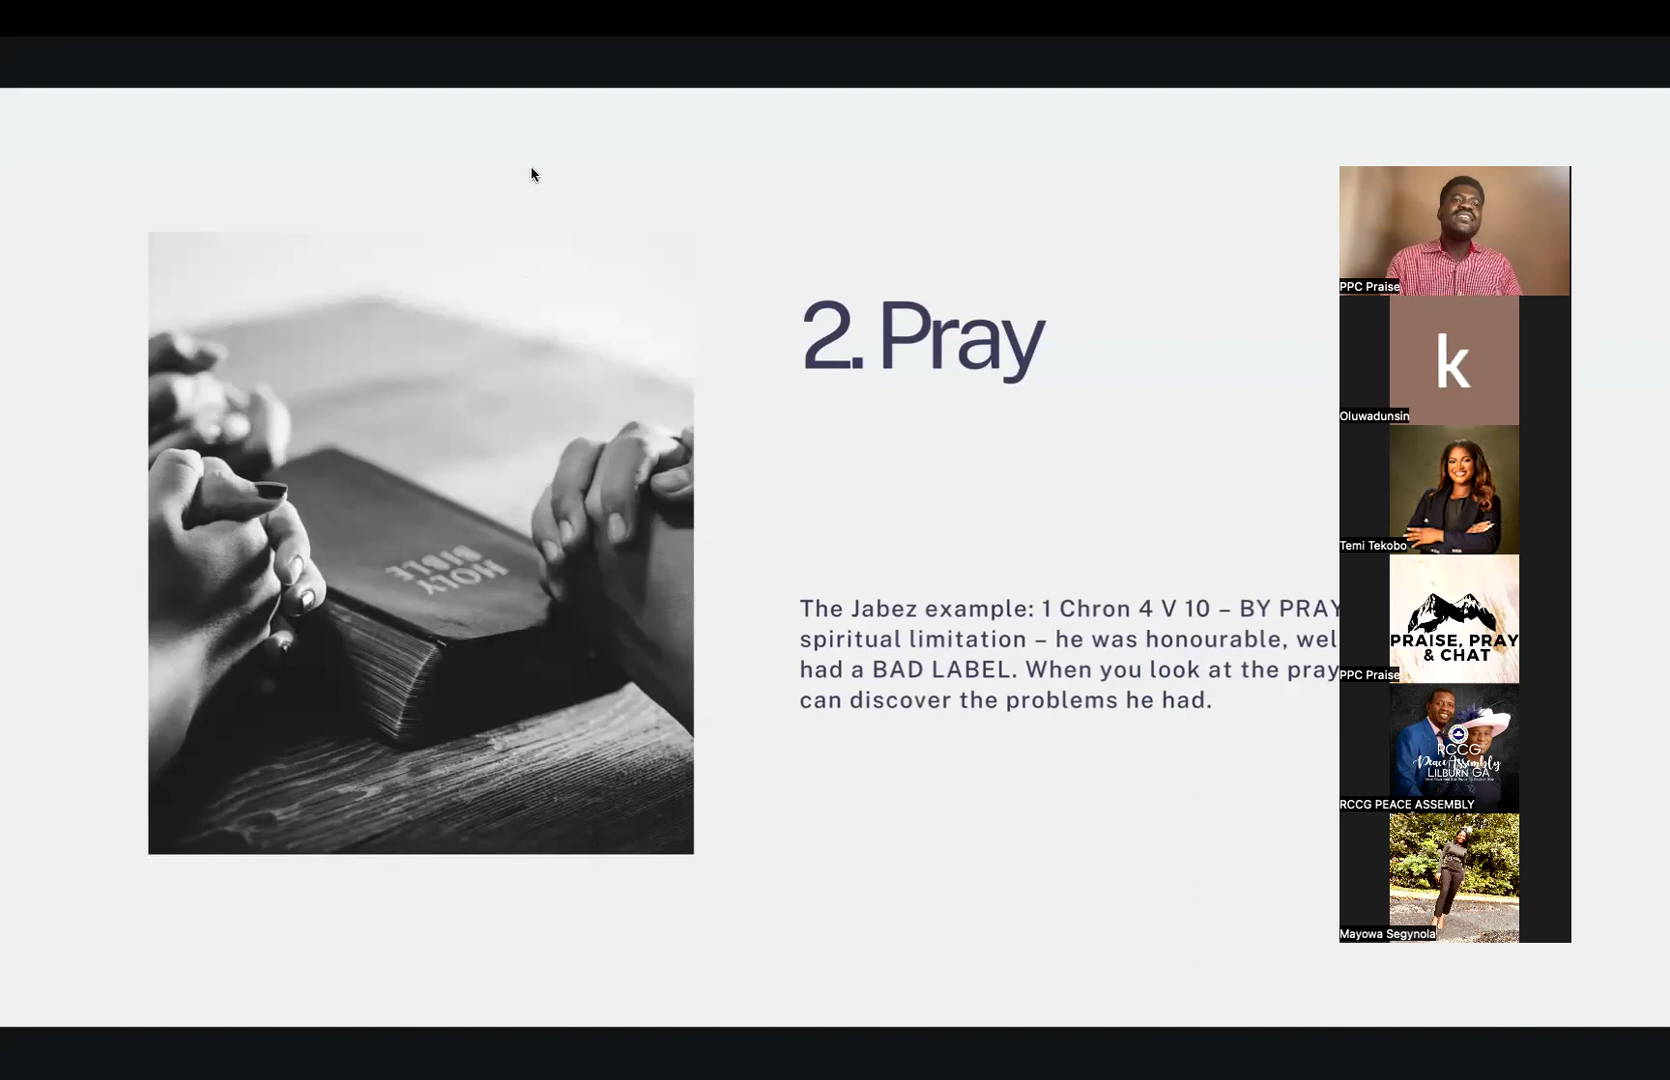 2. Pray
The Jabez example: 1 Chron 4 V 10 – BY PRAY
spiritual limitation – he was honourable, wel
had a BAD LABEL. When you look at the pray
can discover the problems he had.
HOLY
BIBLE
PPC Praise
k
Oluwadunsin
Temi Tekobo
PRAISE, PRAY
& CHAT
PPC Praise
RCCG
Peace Assembly
LILBURN GA
RCCG PEACE ASSEMBLY
Mayowa Segynola